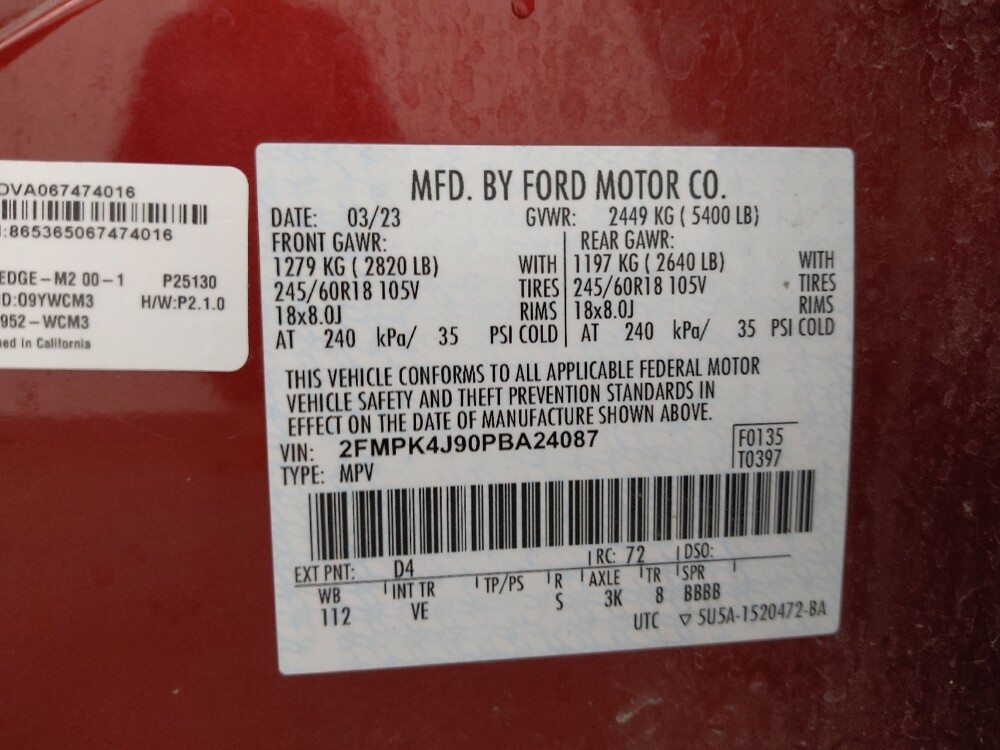 DVA067474016
:865365067474016
EDGE-M2 00-1 P25130
ID:09YWCM3 H/W:P2.1.0
952-WCM3
in California
MFD. BY FORD MOTOR CO.
DATE: 03/23 GVWR: 2449 KG ( 5400 LB)
FRONT GAWR: REAR GAWR:
1279 KG ( 2820 LB) WITH 1197 KG ( 2640 LB) WITH
245/60R18 105V TIRES 245/60R18 105V TIRES
18x8.0J RIMS 18x8.0J RIMS
AT 240 kPa/ 35 PSI COLD AT 240 kPa/ 35 PSI COLD
THIS VEHICLE CONFORMS TO ALL APPLICABLE FEDERAL MOTOR
VEHICLE SAFETY AND THEFT PREVENTION STANDARDS IN
EFFECT ON THE DATE OF MANUFACTURE SHOWN ABOVE.
VIN: 2FMPK4J90PBA24087 F0135
TYPE: MPV T0397
EXT PNT: D4 RC: 72 DSO:
WB INT TR TP/PS R AXLE TR SPR
112 VE S 3K 8 BBBB
UTC ▽ 5U5A-1520472-BA